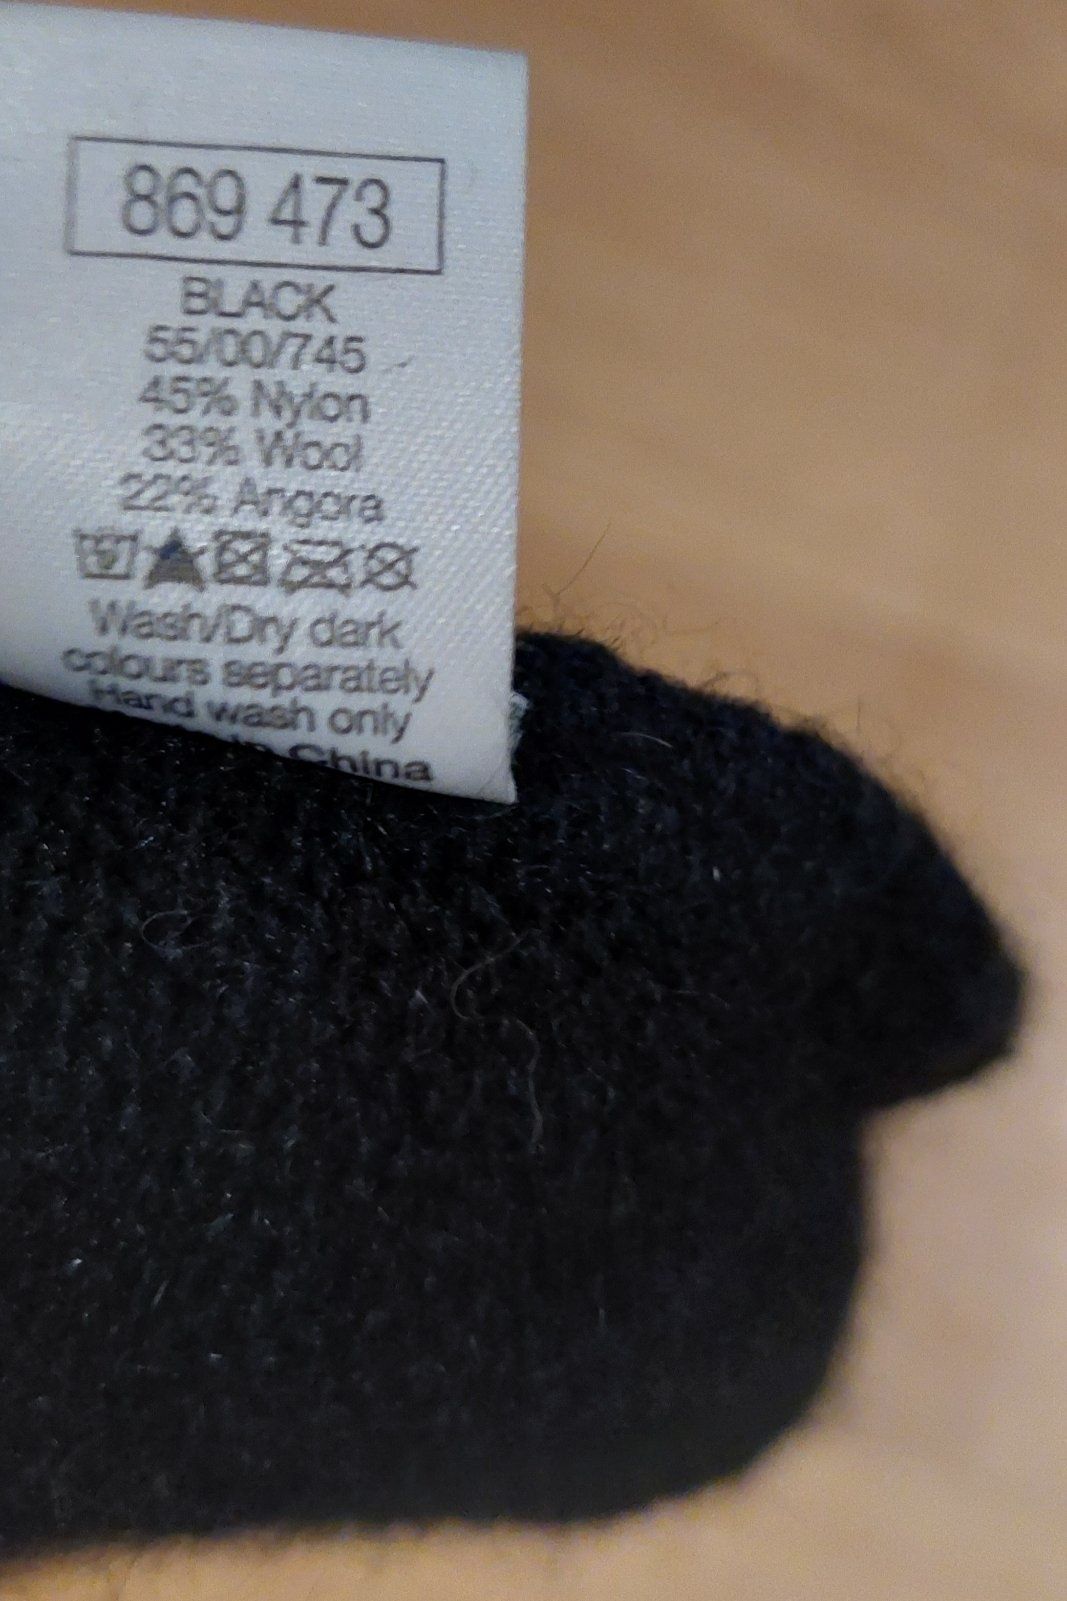 869 473
BLACK
55/00/745
45% Nylon
33% Wool
22% Angora
Wash/Dry dark
colours separately
Hand wash only
in China